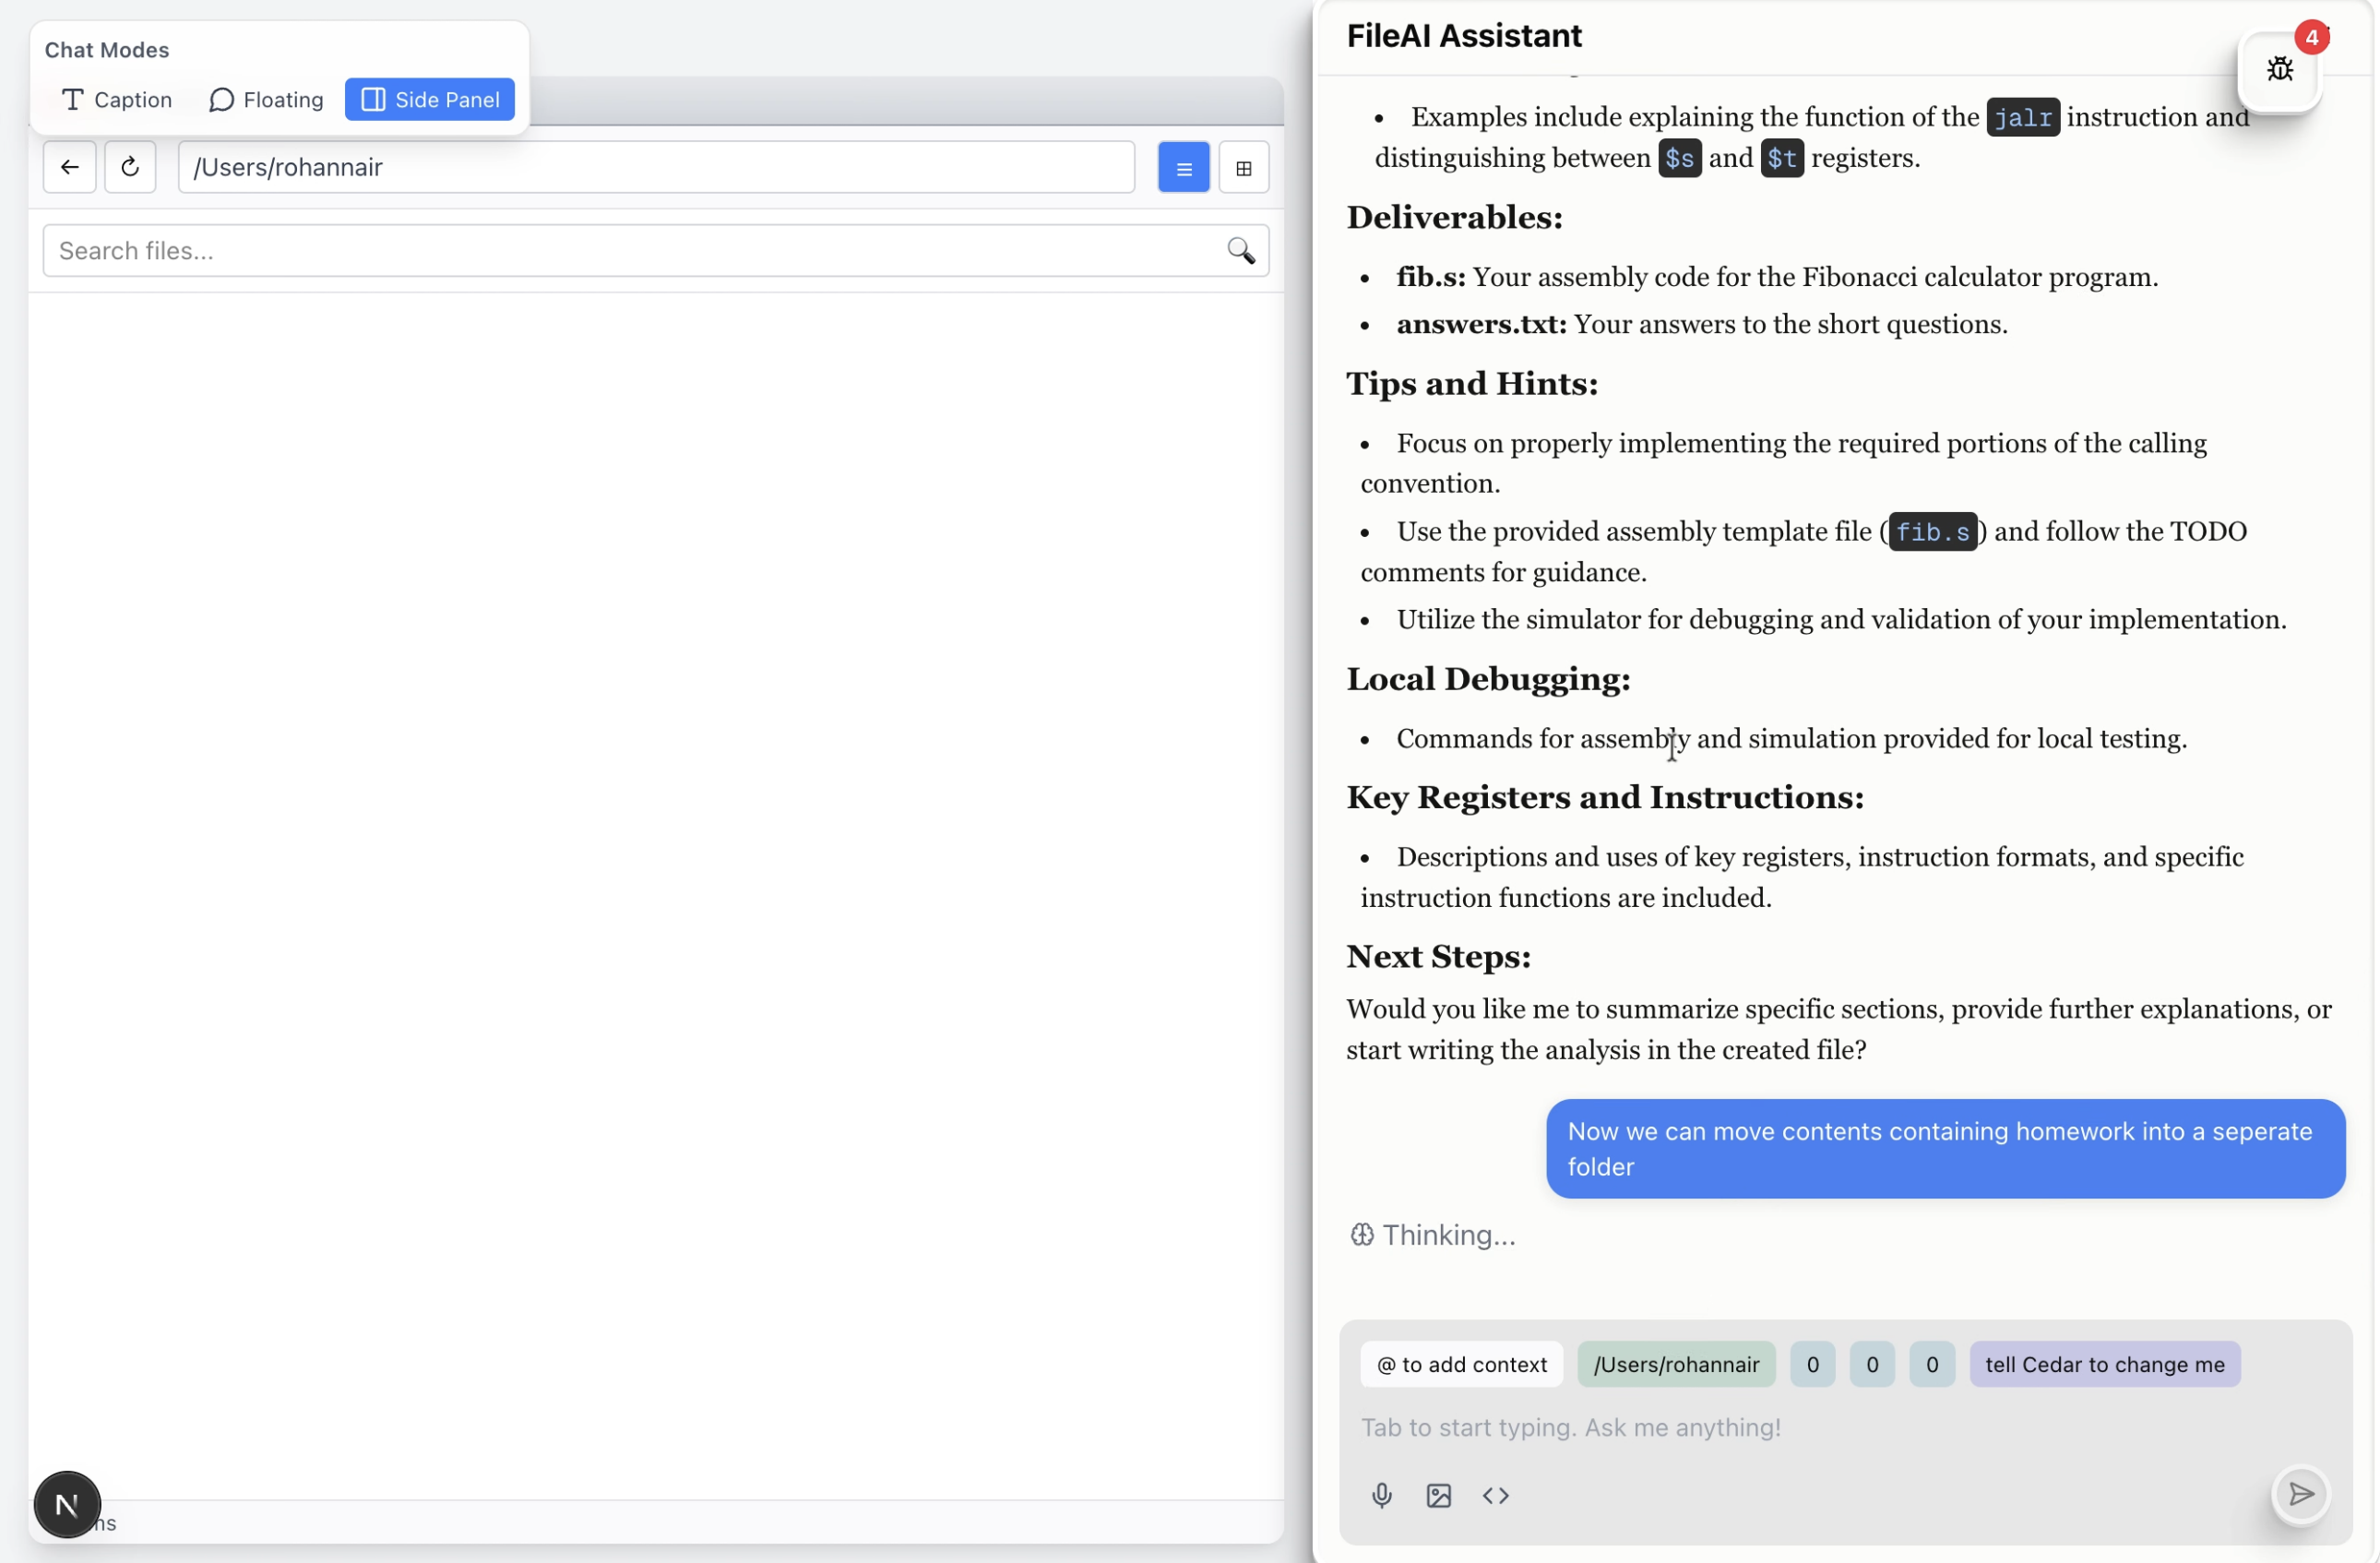 Chat Modes
Caption
Floating
Side Panel
/Users/rohannair
Search files...
ns
N
FileAI Assistant
4
• Examples include explaining the function of the jalr instruction and
distinguishing between $s and $t registers.
Deliverables:
• fib.s: Your assembly code for the Fibonacci calculator program.
• answers.txt: Your answers to the short questions.
Tips and Hints:
• Focus on properly implementing the required portions of the calling
convention.
• Use the provided assembly template file (fib.s) and follow the TODO
comments for guidance.
• Utilize the simulator for debugging and validation of your implementation.
Local Debugging:
• Commands for assembly and simulation provided for local testing.
Key Registers and Instructions:
• Descriptions and uses of key registers, instruction formats, and specific
instruction functions are included.
Next Steps:
Would you like me to summarize specific sections, provide further explanations, or
start writing the analysis in the created file?
Now we can move contents containing homework into a seperate
folder
Thinking...
@ to add context
/Users/rohannair
0
0
0
tell Cedar to change me
Tab to start typing. Ask me anything!